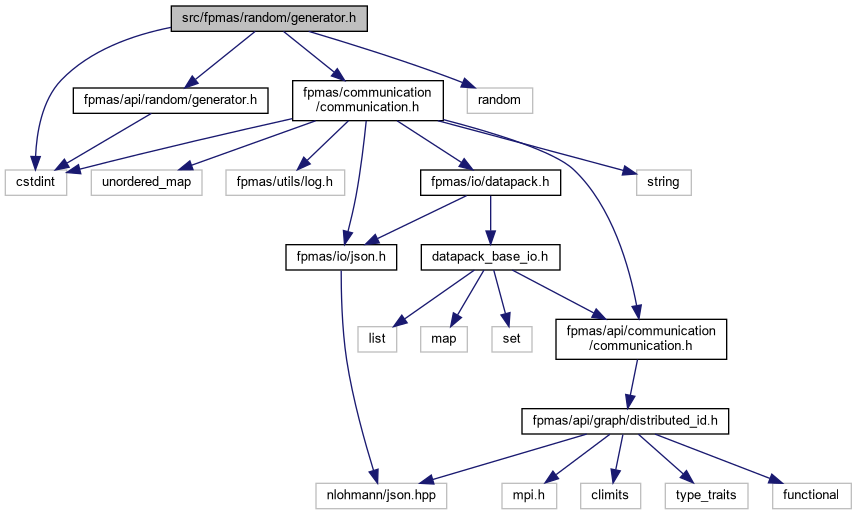 src/fpmas/random/generator.h
fpmas/api/random/generator.h
fpmas/communication
/communication.h
random
cstdint
unordered_map
fpmas/utils/log.h
fpmas/io/datapack.h
string
fpmas/io/json.h
datapack_base_io.h
list
map
set
fpmas/api/communication
/communication.h
fpmas/api/graph/distributed_id.h
nlohmann/json.hpp
mpi.h
climits
type_traits
functional